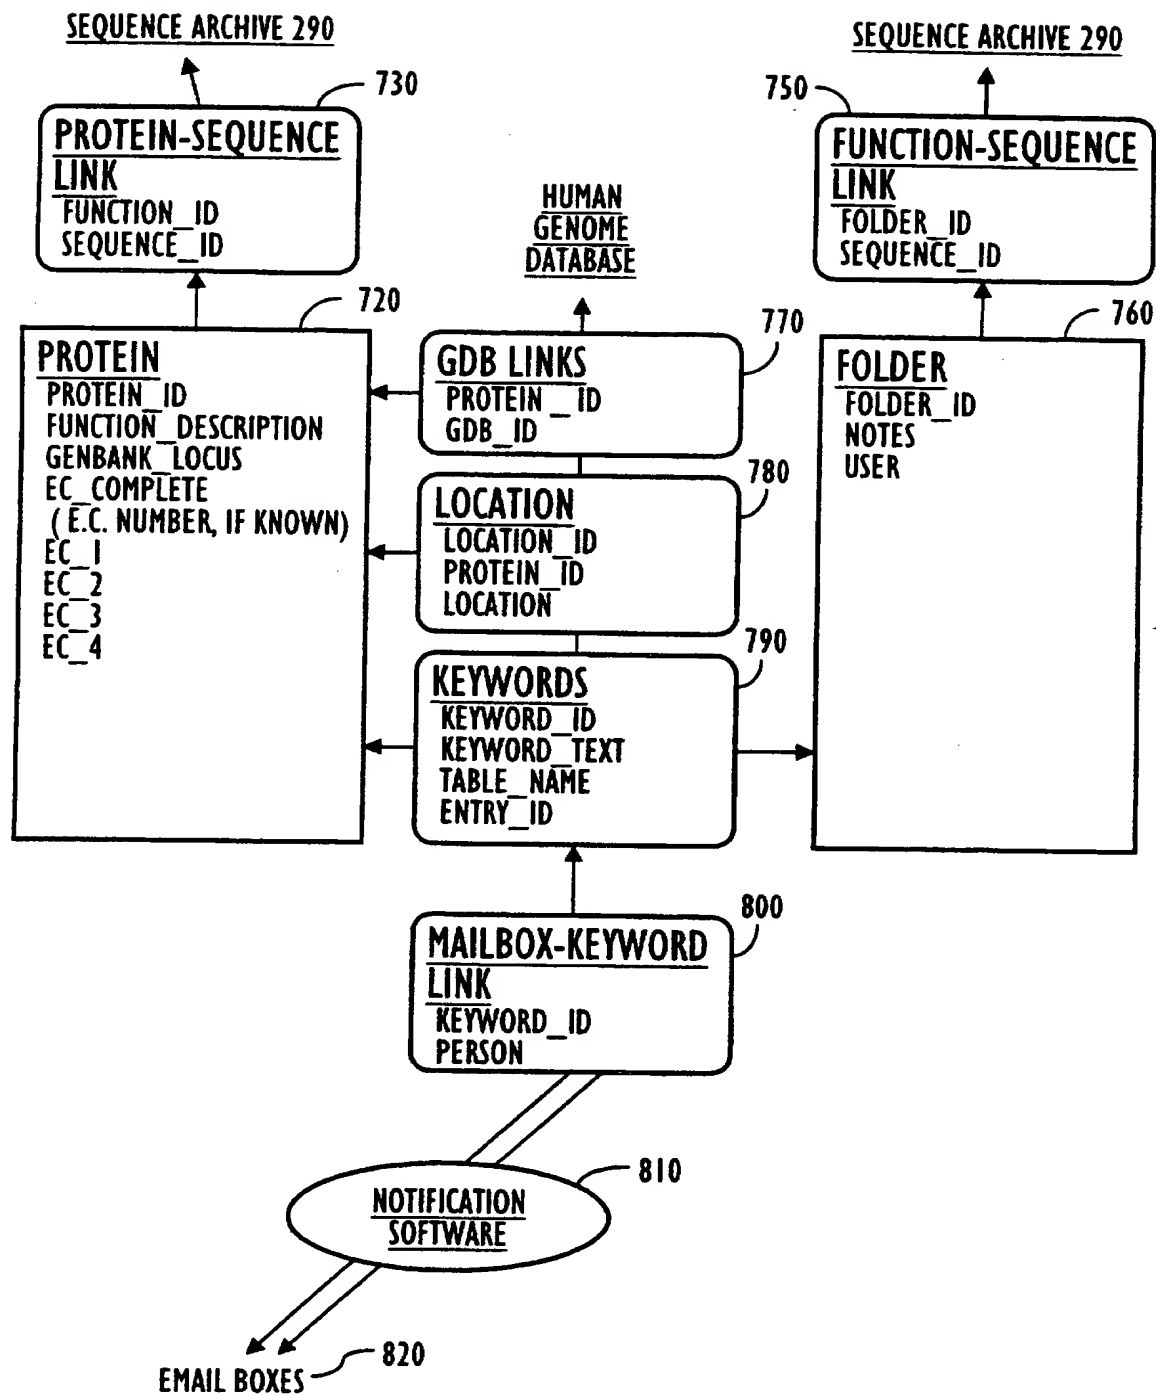 SEQUENCE ARCHIVE 290
730
PROTEIN-SEQUENCE
LINK
FUNCTION_ID
SEQUENCE_ID
SEQUENCE ARCHIVE 290
750
FUNCTION-SEQUENCE
LINK
FOLDER_ID
SEQUENCE_ID
HUMAN
GENOME
DATABASE
720
PROTEIN
PROTEIN_ID
FUNCTION_DESCRIPTION
GENBANK_LOCUS
EC_COMPLETE
(E.C. NUMBER, IF KNOWN)
EC_1
EC_2
EC_3
EC_4
770
GDB LINKS
PROTEIN_ID
GDB_ID
780
LOCATION
LOCATION_ID
PROTEIN_ID
LOCATION
790
KEYWORDS
KEYWORD_ID
KEYWORD_TEXT
TABLE_NAME
ENTRY_ID
760
FOLDER
FOLDER_ID
NOTES
USER
800
MAILBOX-KEYWORD
LINK
KEYWORD_ID
PERSON
810
NOTIFICATION
SOFTWARE
EMAIL BOXES 820